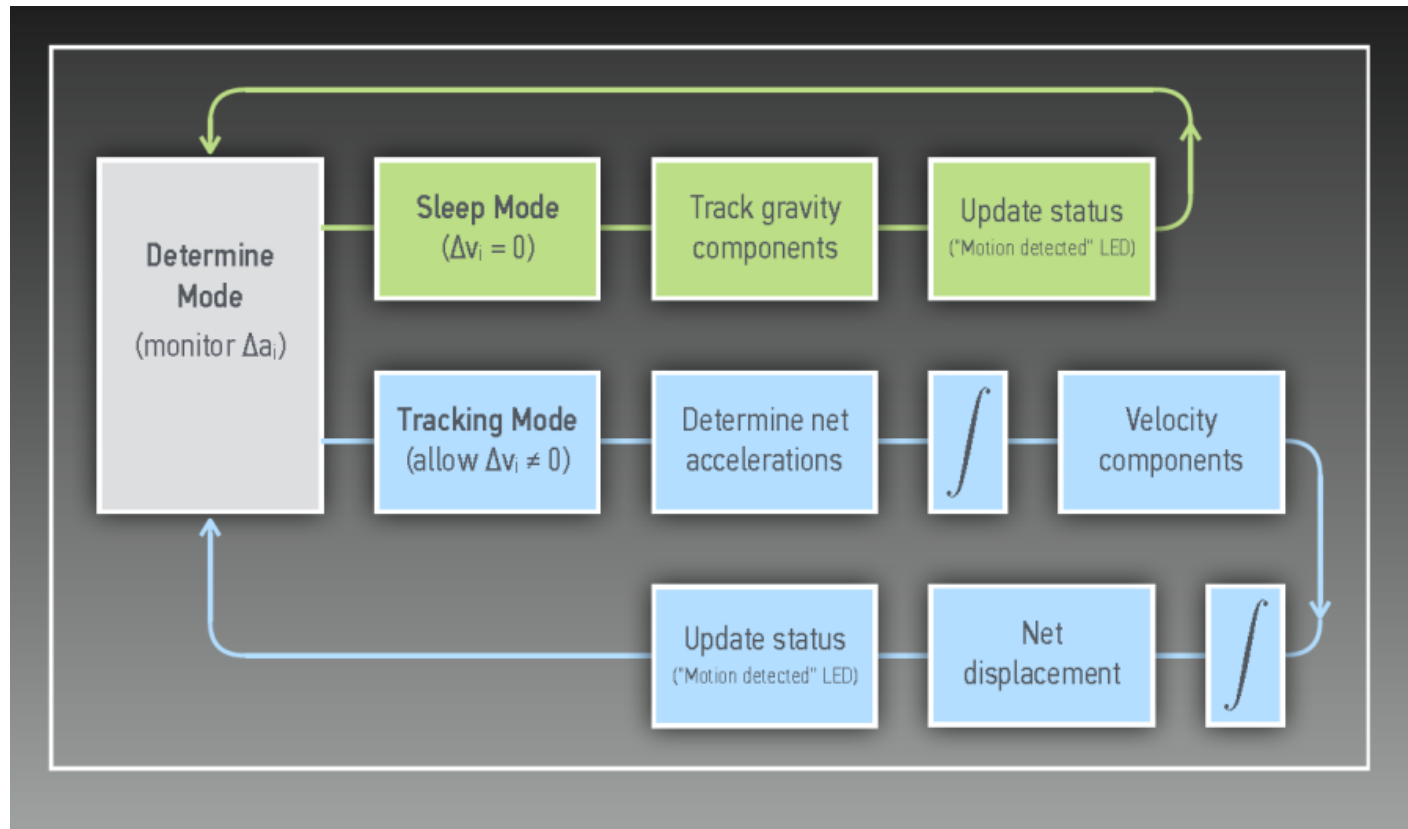 Determine
Mode
(monitor Δaᵢ)
Sleep Mode
(Δvᵢ = 0)
Track gravity
components
Update status
("Motion detected" LED)
Tracking Mode
(allow Δvᵢ ≠ 0)
Determine net
accelerations
∫
Velocity
components
Update status
("Motion detected" LED)
Net
displacement
∫